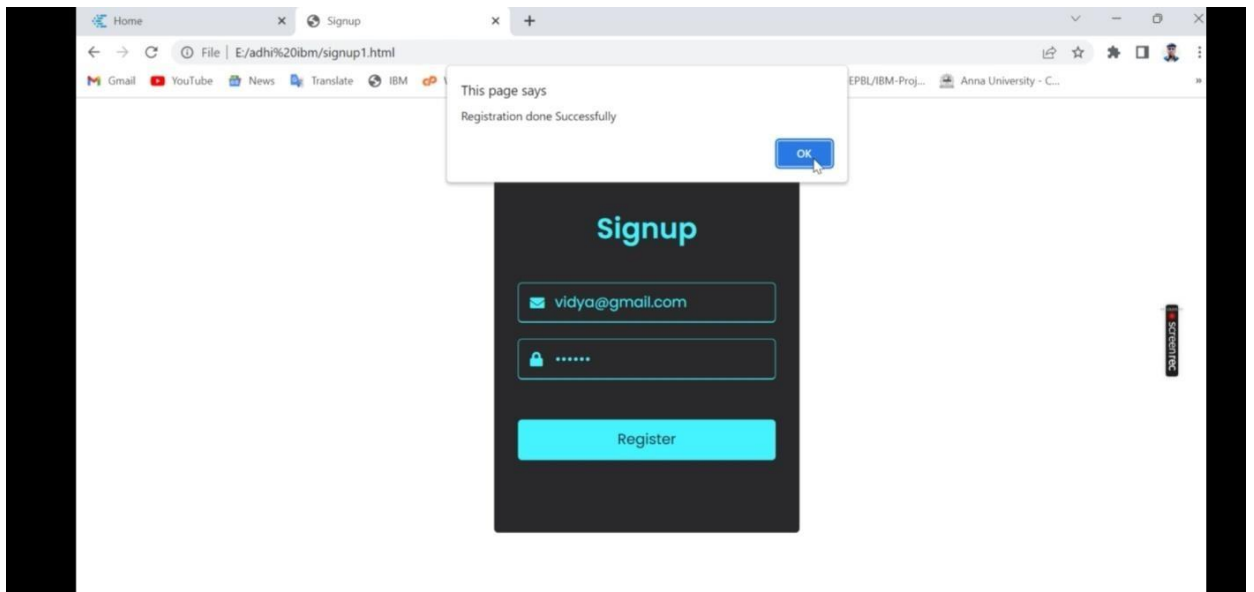 Home
Signup
File | E:/adhi%20ibm/signup1.html
Gmail YouTube News Translate IBM EPBL/IBM-Proj... Anna University - C... »
This page says
Registration done Successfully
OK
Signup
vidya@gmail.com
••••••
Register
screenrec